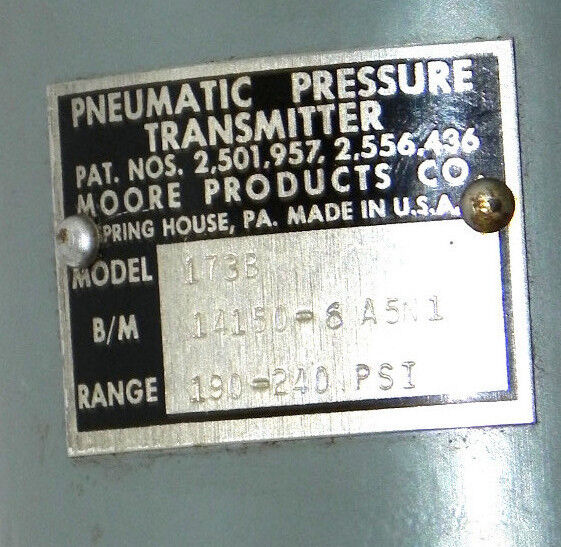 PNEUMATIC PRESSURE
TRANSMITTER
PAT. NOS. 2,501,957, 2,556,436
MOORE PRODUCTS CO.
SPRING HOUSE, PA. MADE IN U.S.A.
MODEL 173B
B/M 14150-6 A5N1
RANGE 190-240 PSI